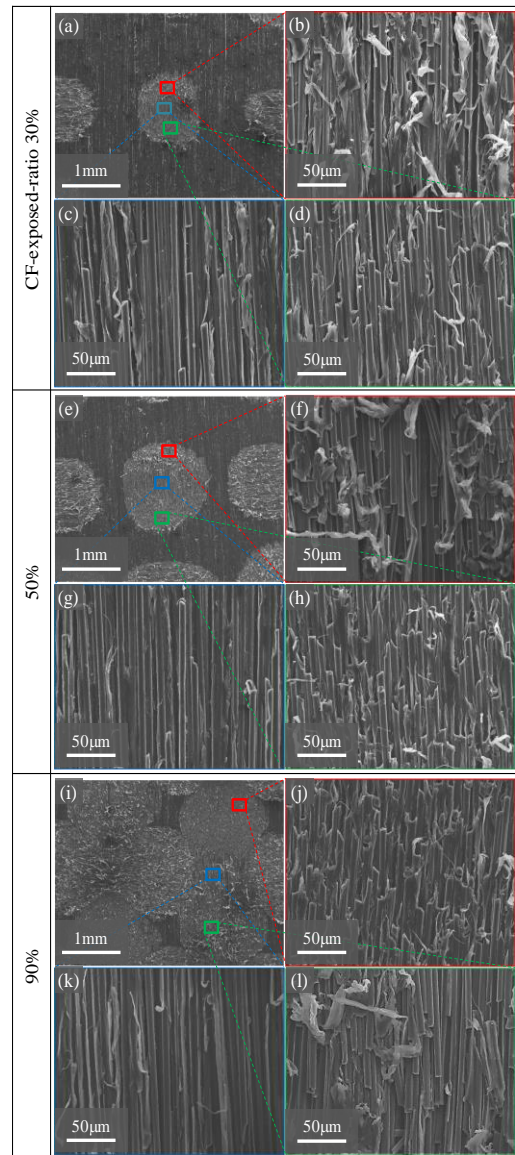 CF-exposed-ratio 30%
(a)
1mm
(b)
50μm
(c)
50μm
(d)
50μm
50%
(e)
1mm
(f)
50μm
(g)
50μm
(h)
50μm
90%
(i)
1mm
(j)
50μm
(k)
50μm
(l)
50μm